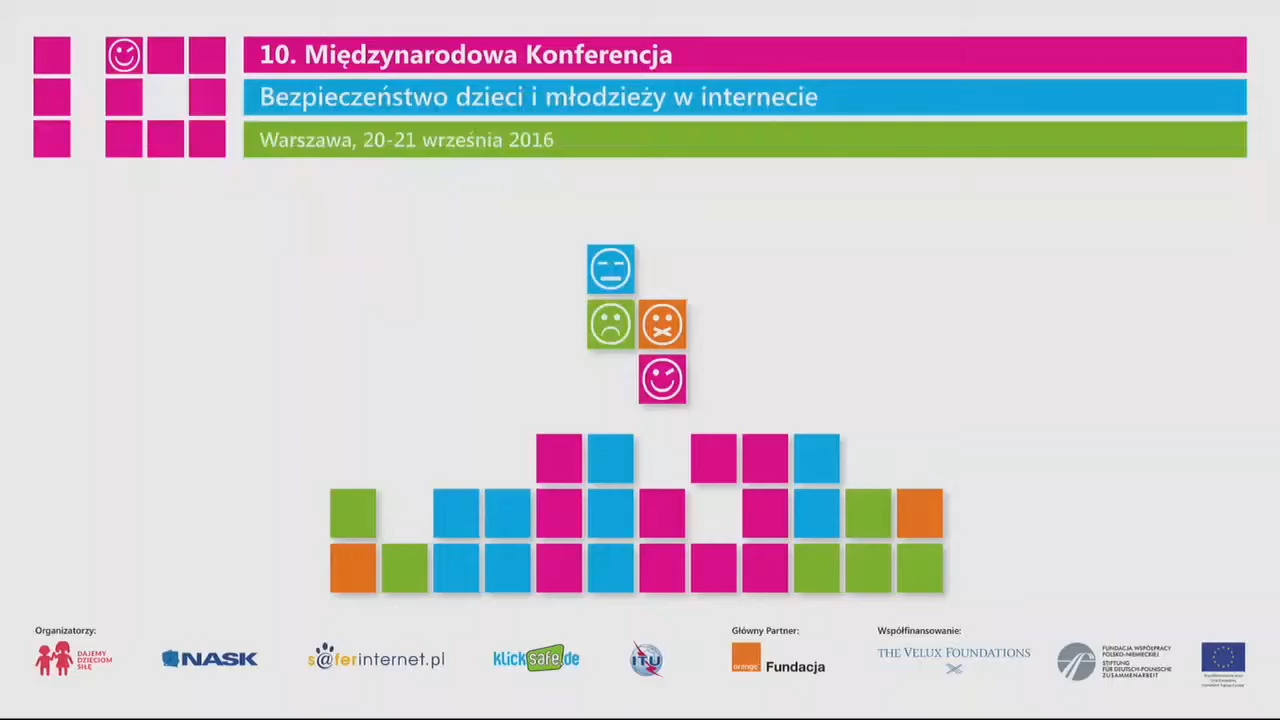 10. Międzynarodowa Konferencja
Bezpieczeństwo dzieci i młodzieży w internecie
Warszawa, 20-21 września 2016
Organizatorzy:
DAJEMY
DZIECIOM
SIŁĘ
NASK
s@ferinternet.pl
klicksafe.de
ITU
Główny Partner:
orange
Fundacja
Współfinansowanie:
THE VELUX FOUNDATIONS
FUNDACJA WSPÓŁPRACY
POLSKO-NIEMIECKIEJ
STIFTUNG
FÜR DEUTSCH-POLNISCHE
ZUSAMMENARBEIT